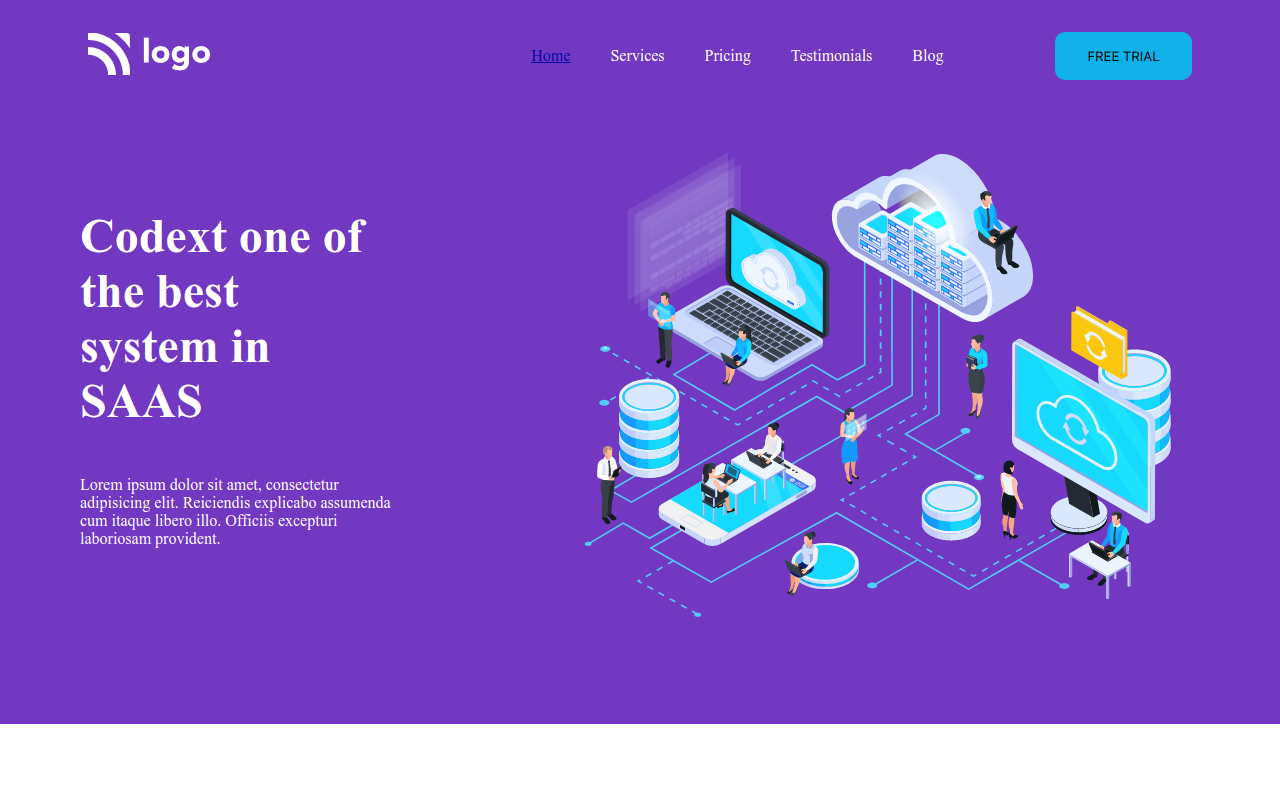 logo
Home Services Pricing Testimonials Blog FREE TRIAL
Codext one of
the best
system in
SAAS
Lorem ipsum dolor sit amet, consectetur
adipisicing elit. Reiciendis explicabo assumenda
cum itaque libero illo. Officiis excepturi
laboriosam provident.